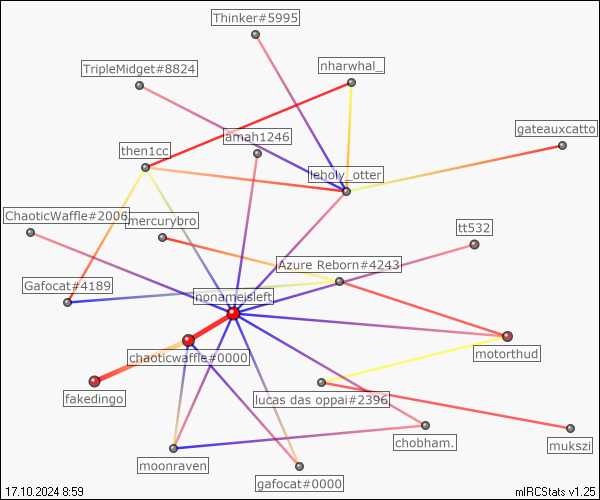 Thinker#5995
nharwhal_
TripleMidget#8824
gateauxcatto
amah1246
then1cc
leholy_otter
ChaoticWaffle#2006
mercurybro
tt532
Azure Reborn#4243
Gafocat#4189
nonameisleft
motorthud
chaoticwaffle#0000
fakedingo
lucas das oppai#2396
chobham.
mukszi
moonraven
gafocat#0000
17.10.2024 8:59
mIRCStats v1.25